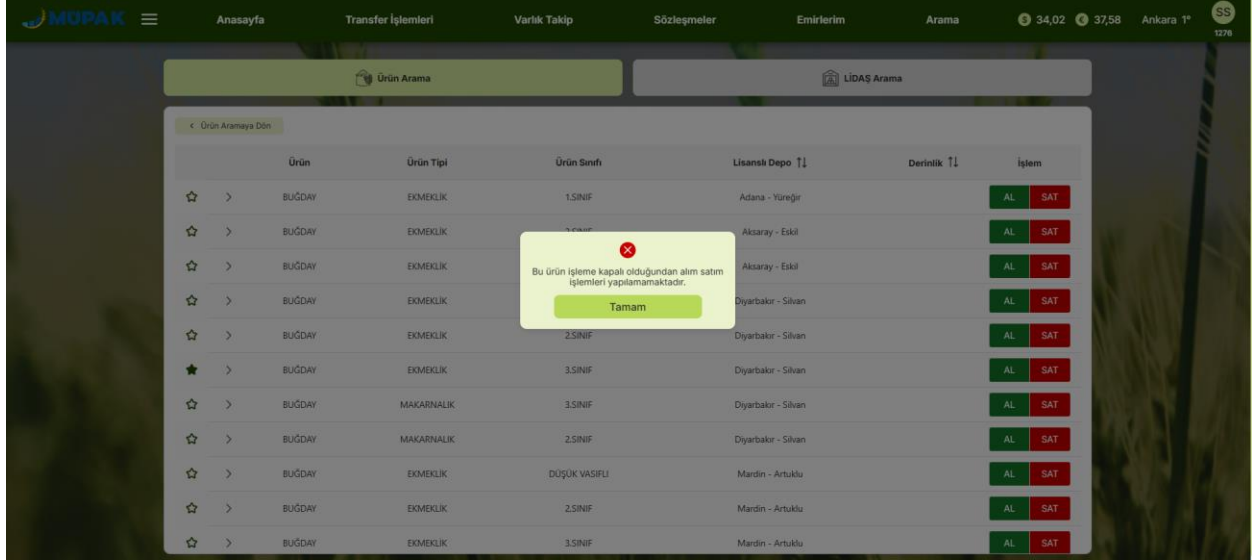 MÜPAK Anasayfa Transfer İşlemleri Varlık Takip Sözleşmeler Emirlerim Arama $ 34,02 € 37,58 Ankara 1° SS
1276
Ürün Arama LİDAŞ Arama
< Ürün Aramaya Dön
Ürün Ürün Tipi Ürün Sınıfı Lisanslı Depo Derinlik İşlem
BUĞDAY EKMEKLİK 1.SINIF Adana - Yüreğir AL SAT
BUĞDAY EKMEKLİK 2.SINIF Aksaray - Eskil AL SAT
BUĞDAY EKMEKLİK Aksaray - Eskil AL SAT
BUĞDAY EKMEKLİK Diyarbakır - Silvan AL SAT
BUĞDAY EKMEKLİK 2.SINIF Diyarbakır - Silvan AL SAT
BUĞDAY EKMEKLİK 3.SINIF Diyarbakır - Silvan AL SAT
BUĞDAY MAKARNALIK 3.SINIF Diyarbakır - Silvan AL SAT
BUĞDAY MAKARNALIK 2.SINIF Diyarbakır - Silvan AL SAT
BUĞDAY EKMEKLİK DÜŞÜK VASIFLI Mardin - Artuklu AL SAT
BUĞDAY EKMEKLİK 2.SINIF Mardin - Artuklu AL SAT
BUĞDAY EKMEKLİK 3.SINIF Mardin - Artuklu AL SAT
Bu ürün işleme kapalı olduğundan alım satım
işlemleri yapılamamaktadır.
Tamam